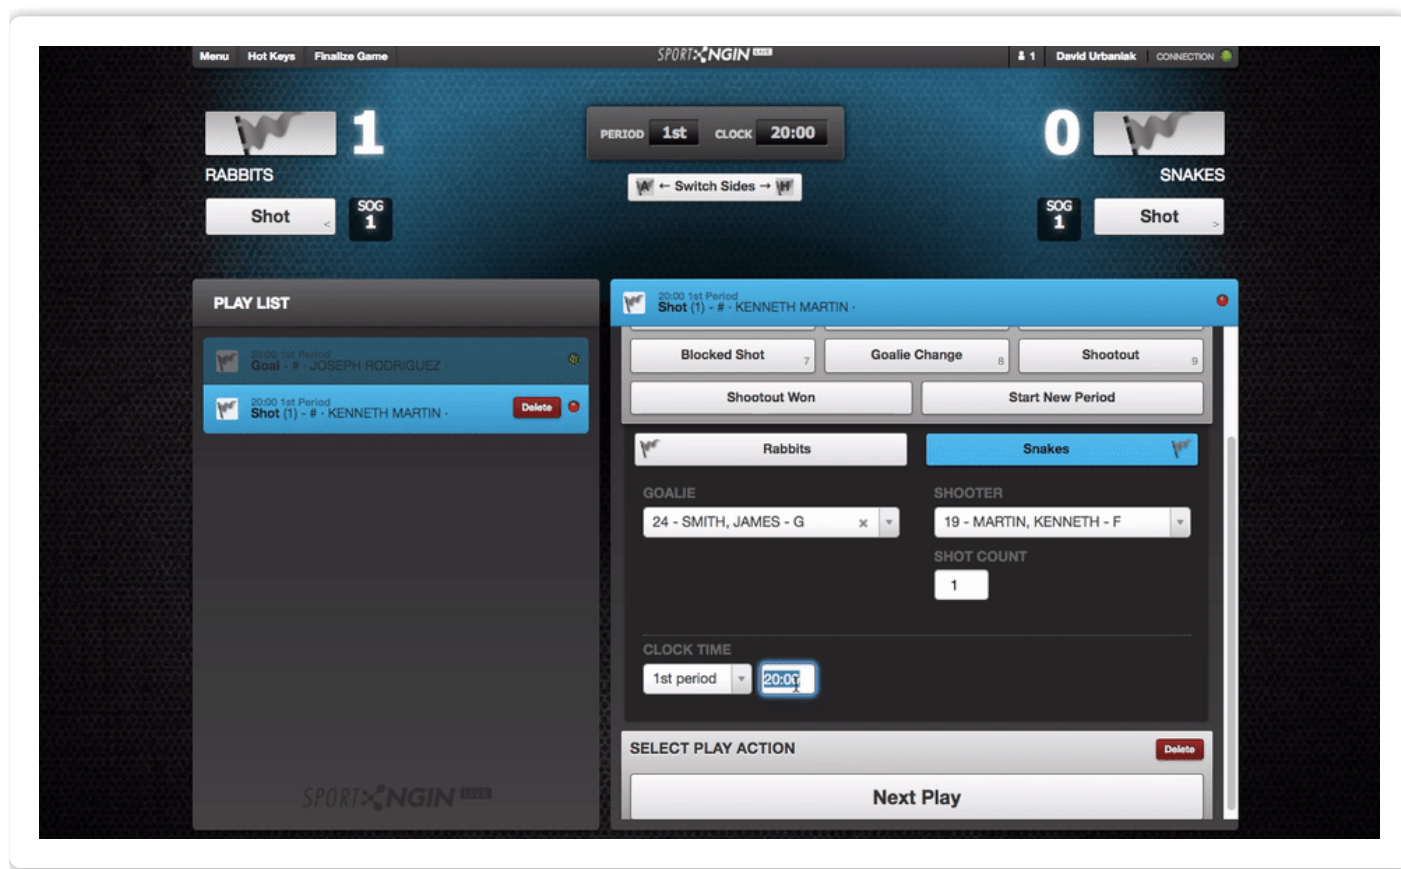 Menu Hot Keys Finalize Game SPORT NGIN LIVE 1 David Urbaniak CONNECTION
1 PERIOD 1st CLOCK 20:00 0
RABBITS ← Switch Sides → SNAKES
Shot < SOG 1 SOG 1 Shot >
PLAY LIST
20:00 1st Period
Goal - # · JOSEPH RODRIGUEZ ·
20:00 1st Period
Shot (1) - # · KENNETH MARTIN · Delete
SPORT NGIN LIVE
20:00 1st Period
Shot (1) - # · KENNETH MARTIN ·
Blocked Shot 7 Goalie Change 8 Shootout 9
Shootout Won Start New Period
Rabbits Snakes
GOALIE SHOOTER
24 - SMITH, JAMES - G × 19 - MARTIN, KENNETH - F
SHOT COUNT
1
CLOCK TIME
1st period 20:00
SELECT PLAY ACTION Delete
Next Play